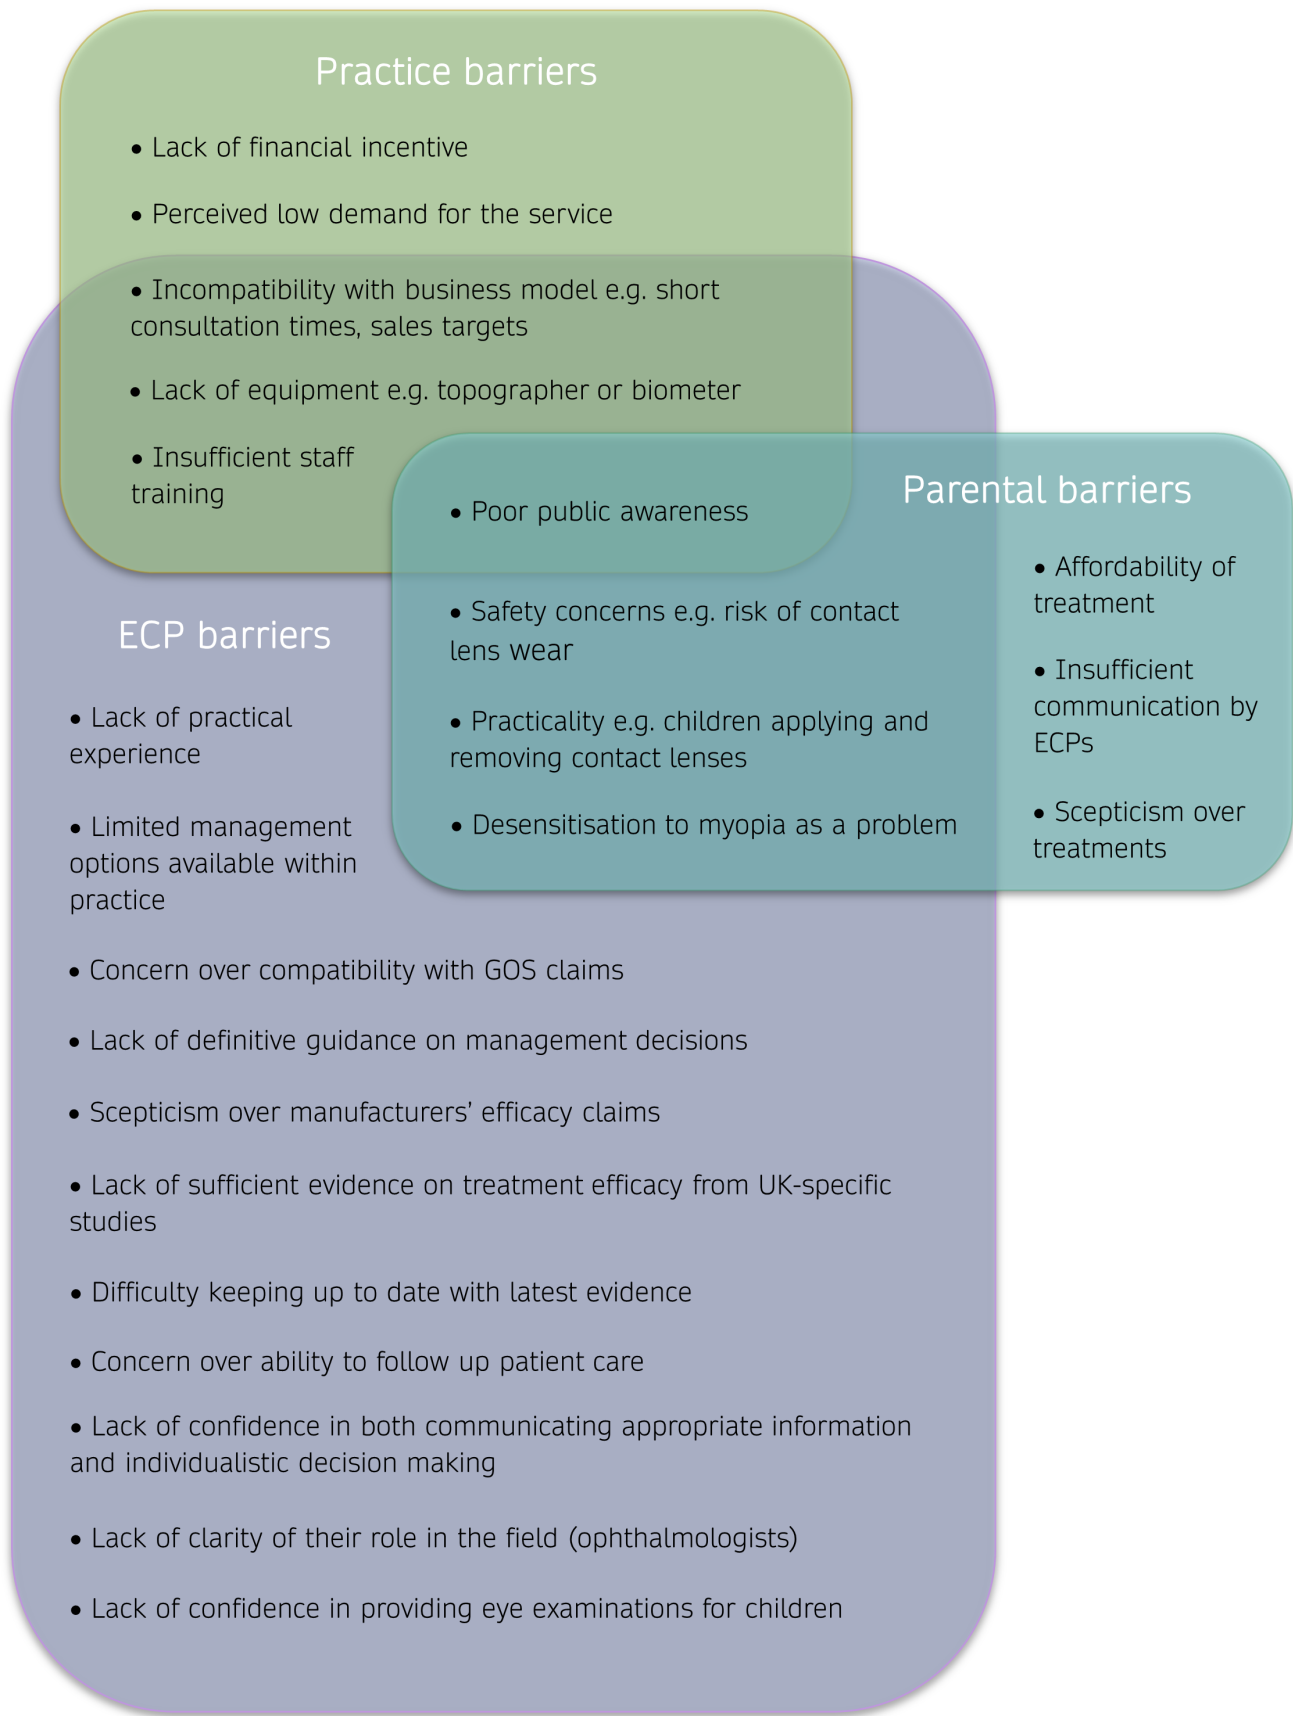 Practice barriers
• Lack of financial incentive
• Perceived low demand for the service
• Incompatibility with business model e.g. short
consultation times, sales targets
• Lack of equipment e.g. topographer or biometer
• Insufficient staff
training
Parental barriers
• Poor public awareness
• Safety concerns e.g. risk of contact
lens wear
• Practicality e.g. children applying and
removing contact lenses
• Desensitisation to myopia as a problem
• Affordability of
treatment
• Insufficient
communication by
ECPs
• Scepticism over
treatments
ECP barriers
• Lack of practical
experience
• Limited management
options available within
practice
• Concern over compatibility with GOS claims
• Lack of definitive guidance on management decisions
• Scepticism over manufacturers’ efficacy claims
• Lack of sufficient evidence on treatment efficacy from UK-specific
studies
• Difficulty keeping up to date with latest evidence
• Concern over ability to follow up patient care
• Lack of confidence in both communicating appropriate information
and individualistic decision making
• Lack of clarity of their role in the field (ophthalmologists)
• Lack of confidence in providing eye examinations for children